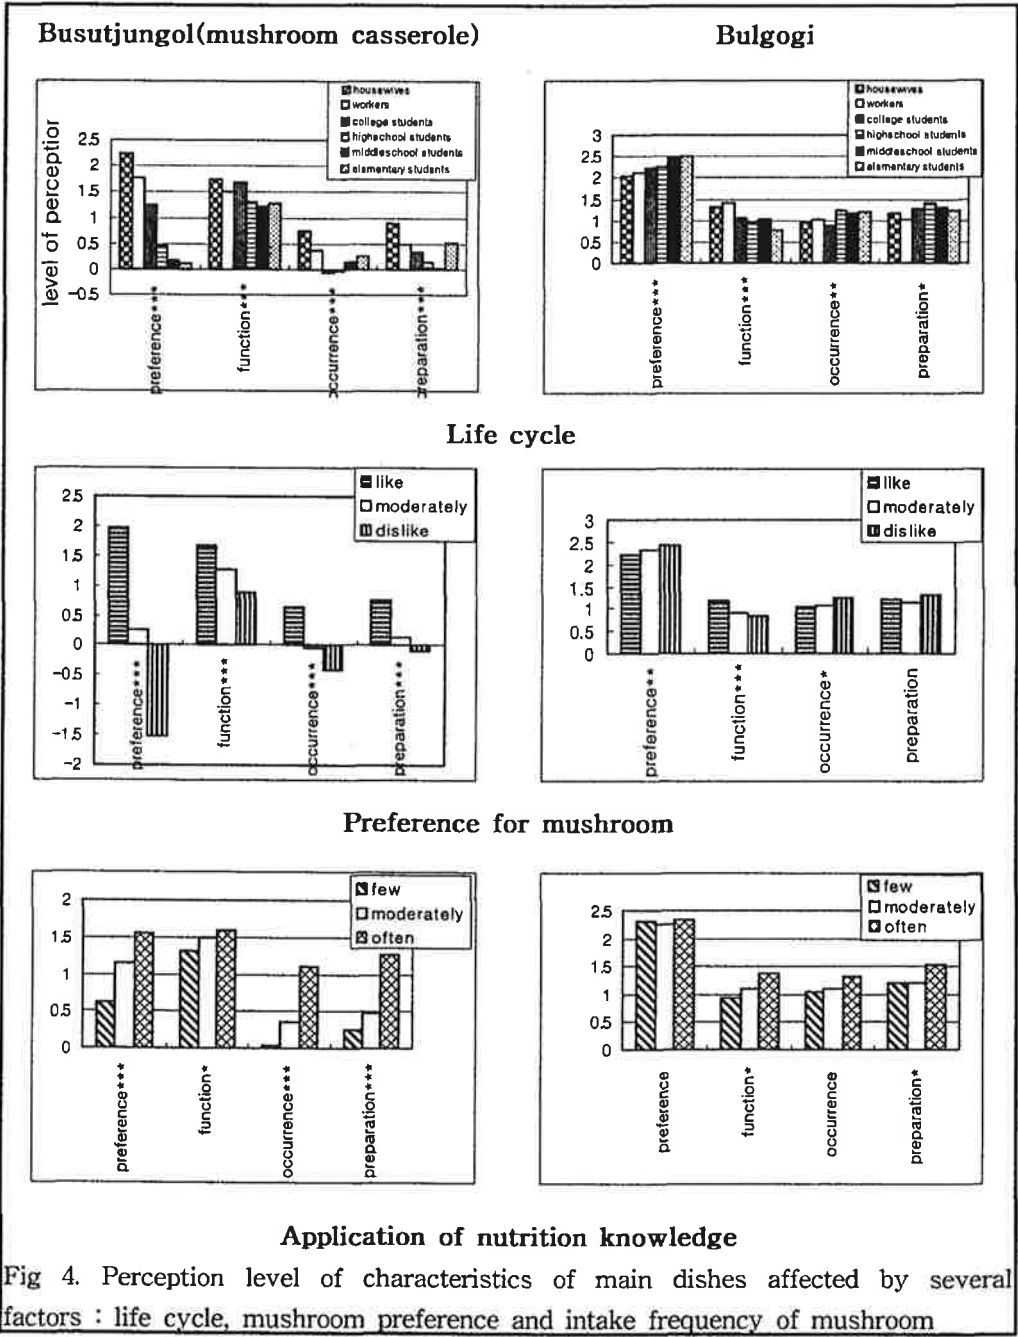 Busutjungol(mushroom casserole)
Bulgogi
housewives
workers
college students
highschool students
middleschool students
elementary students
level of perceptior
2.5
2
1.5
1
0.5
0
-0.5
preference***
function***
occurrence***
preparation***
housewives
workers
college students
highschool students
middleschool students
elementary students
3
2.5
2
1.5
1
0.5
0
preference***
function***
occurrence**
preparation*
Life cycle
like
moderately
dislike
25
2
1.5
1
0.5
0
-0.5
-1
-1.5
-2
preference***
function***
occurrence***
preparation***
like
moderately
dislike
3
2.5
2
1.5
1
0.5
0
preference**
function***
occurrence*
preparation
Preference for mushroom
few
moderately
often
2
1.5
1
0.5
0
preference***
function*
occurrence***
preparation***
few
moderately
often
2.5
2
1.5
1
0.5
0
preference
function*
occurrence
preparation*
Application of nutrition knowledge
Fig 4. Perception level of characteristics of main dishes affected by several
factors : life cycle, mushroom preference and intake frequency of mushroom